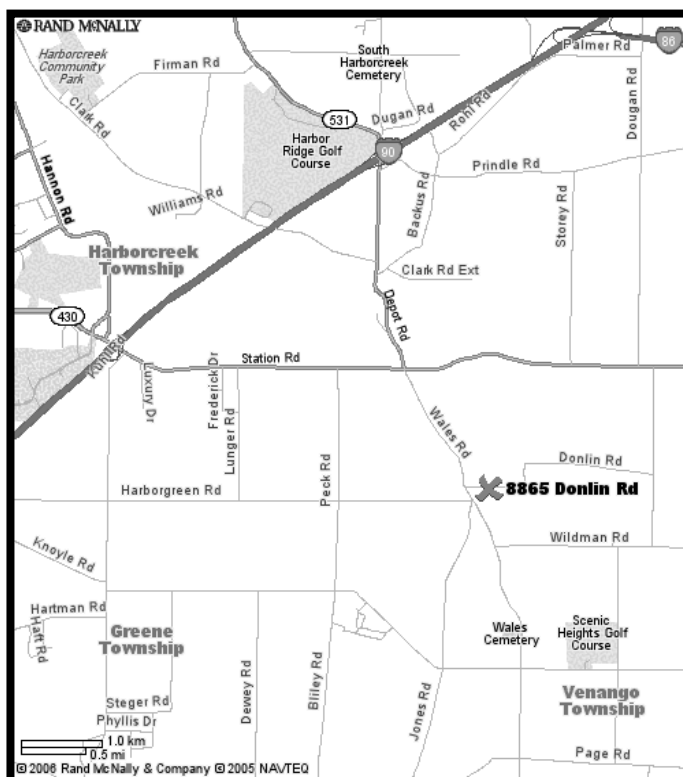 RAND McNALLY
Harborcreek
Community
Park
Firman Rd
South
Harborcreek
Cemetery
Palmer Rd
86
Clark Rd
531
Dugan Rd
Rohl Rd
Dougan Rd
Harbor
Ridge Golf
Course
90
Hannon Rd
Prindle Rd
Williams Rd
Backus Rd
Storey Rd
Harborcreek
Township
Clark Rd Ext
430
Depot Rd
Kuhl Rd
Station Rd
Luxury Dr
Frederick Dr
Lunger Rd
Wales Rd
Peck Rd
Donlin Rd
8865 Donlin Rd
Harborgreen Rd
Knoyle Rd
Wildman Rd
Hartman Rd
Haft Rd
Greene
Township
Wales
Cemetery
Scenic
Heights Golf
Course
Dewey Rd
Bliley Rd
Jones Rd
Steger Rd
Phyllis Dr
Venango
Township
1.0 km
0.5 mi
Page Rd
© 2006 Rand McNally & Company © 2005 NAVTEQ